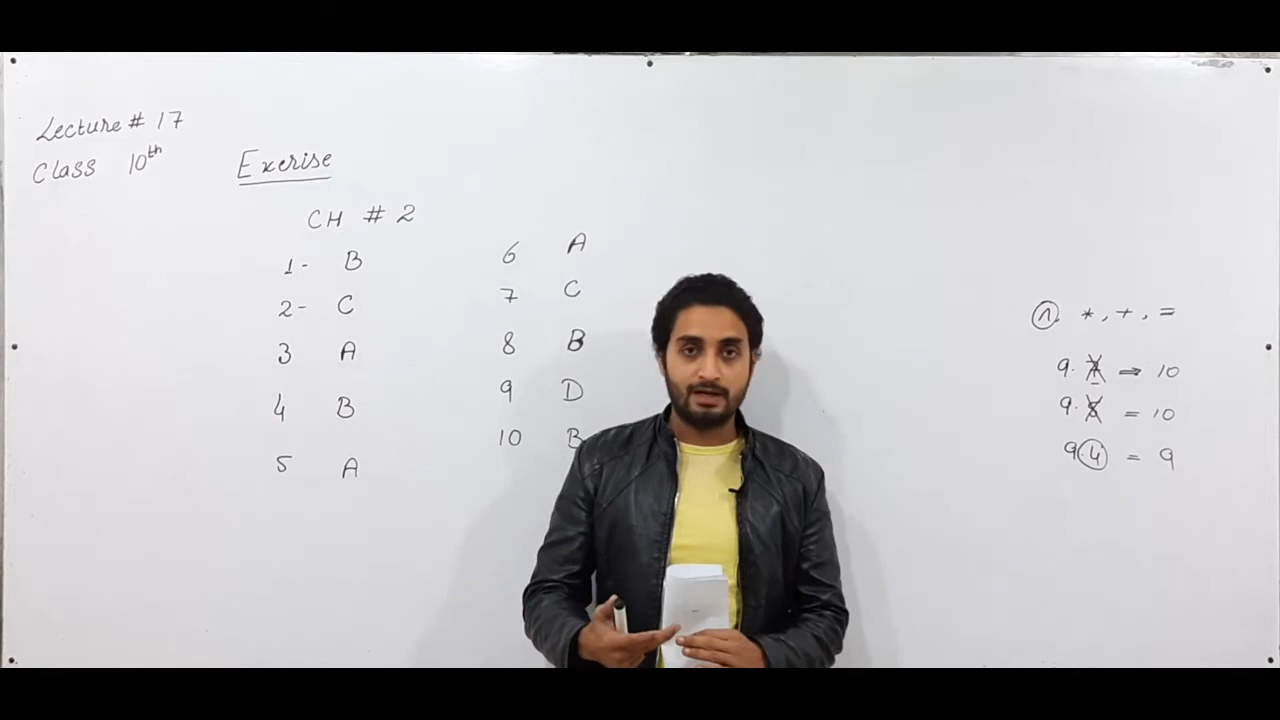 Lecture # 17
Class 10th
Exerise
CH # 2
1- B
2- C
3 A
4 B
5 A
6 A
7 C
8 B
9 D
10 B
*, +, =
9. ⇒ 10
9. = 10
9.4 = 9